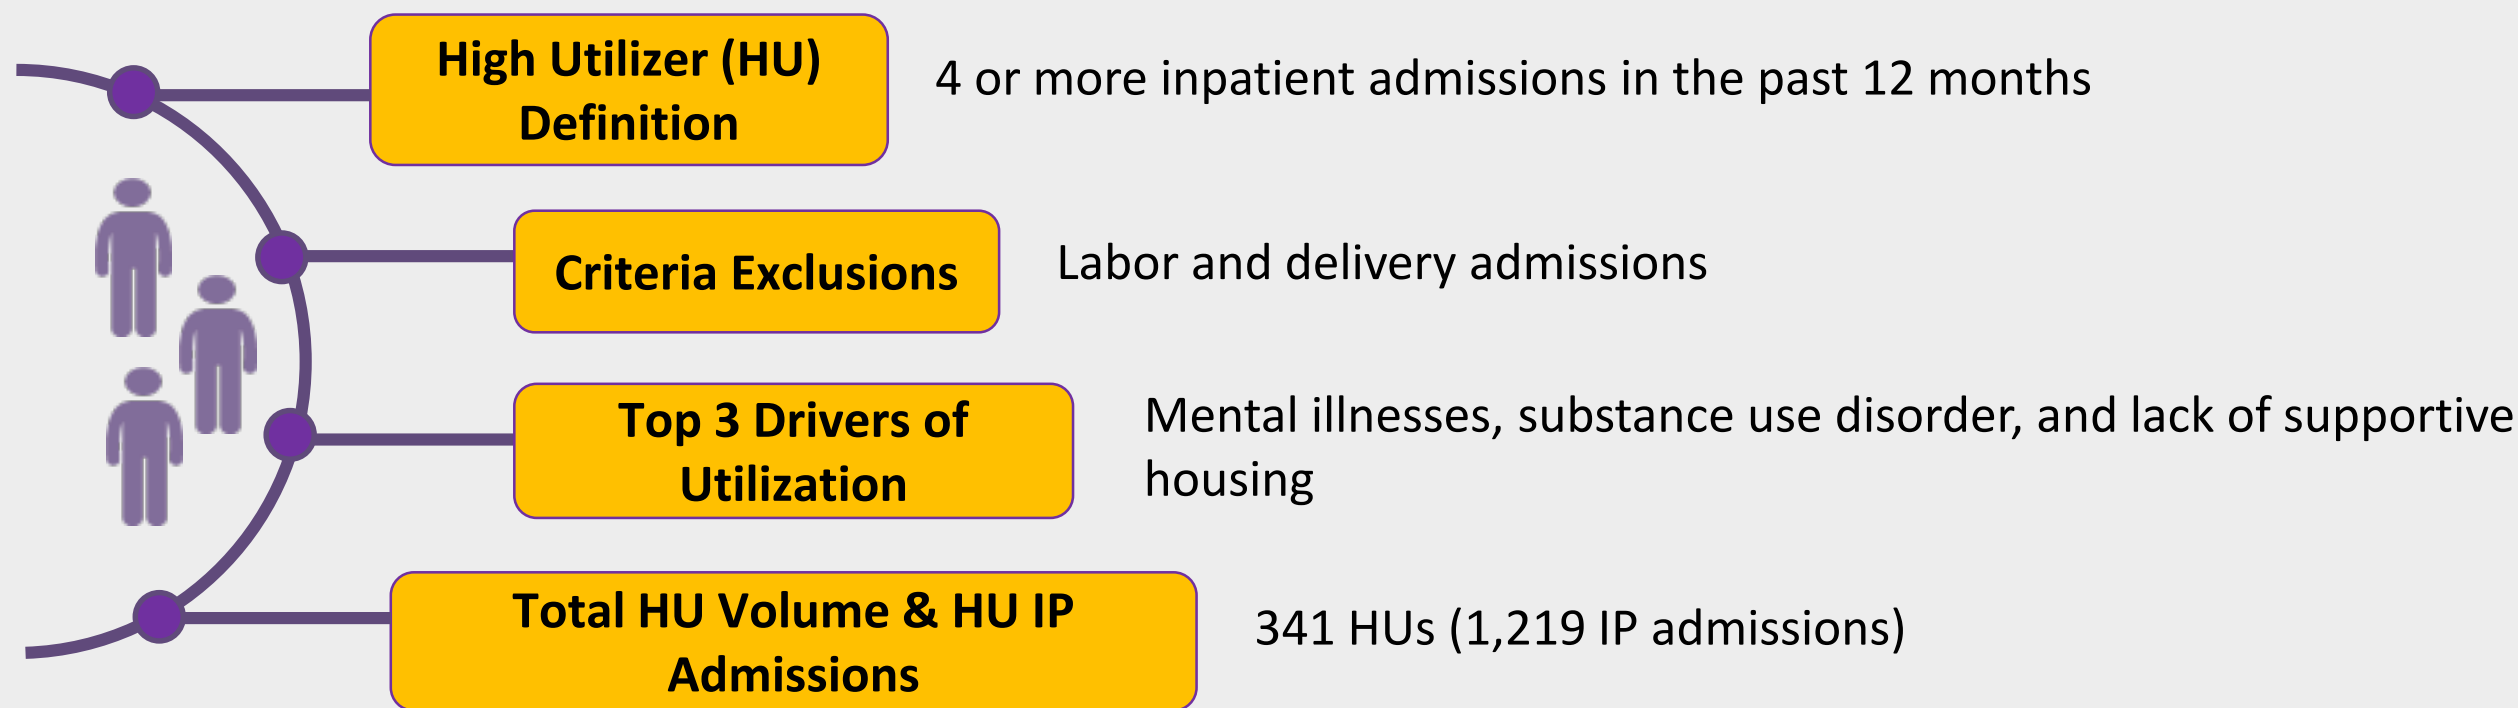 High Utilizer (HU)
Definition
4 or more inpatient admissions in the past 12 months
Criteria Exclusions
Labor and delivery admissions
Top 3 Drivers of
Utilization
Mental illnesses, substance use disorder, and lack of supportive
housing
Total HU Volume & HU IP
Admissions
341 HUs (1,219 IP admissions)